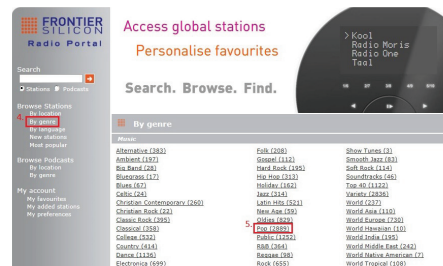 FRONTIER
SILICON
Radio Portal
Search
Stations Podcasts
Browse Stations
By location
4. By genre
By language
New stations
Most popular
Browse Podcasts
By location
By genre
My account
My favourites
My added stations
My preferences
Access global stations
Personalise favourites
Search. Browse. Find.
>Kool
Radio Moris
Radio One
Taal
By genre
Music
Alternative (383)
Ambient (197)
Big Band (28)
Bluegrass (17)
Blues (67)
Celtic (24)
Christian Contemporary (260)
Christian Rock (22)
Classic Rock (395)
Classical (358)
College (532)
Country (414)
Dance (1136)
Electronica (699)
Folk (208)
Gospel (112)
Hard Rock (195)
Hip Hop (313)
Holiday (162)
Jazz (314)
Latin Hits (521)
New Age (59)
Oldies (829)
5. Pop (2889)
Public (1252)
R&B (364)
Reggae (98)
Rock (655)
Show Tunes (3)
Smooth Jazz (83)
Soft Rock (114)
Soundtracks (46)
Top 40 (1122)
Variety (2836)
World (237)
World Asia (110)
World Europe (730)
World Hawaiian (10)
World India (195)
World Middle East (242)
World Native American (7)
World Tropical (108)